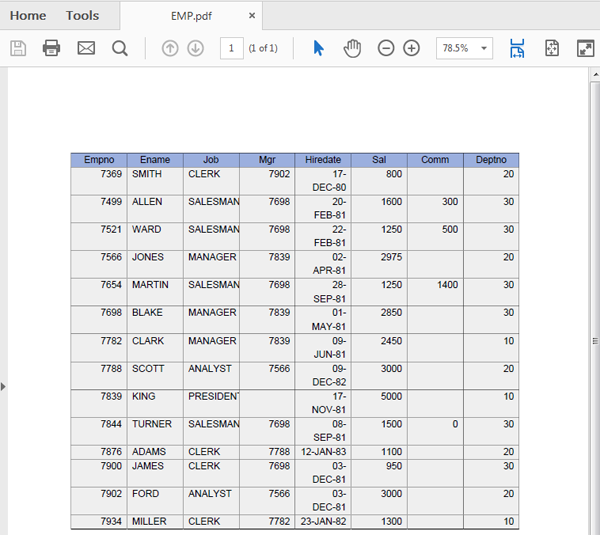 Home Tools EMP.pdf ×
1 (1 of 1) 78.5%
Empno Ename Job Mgr Hiredate Sal Comm Deptno
7369 SMITH CLERK 7902 17- 800 20
DEC-80
7499 ALLEN SALESMAN 7698 20- 1600 300 30
FEB-81
7521 WARD SALESMAN 7698 22- 1250 500 30
FEB-81
7566 JONES MANAGER 7839 02- 2975 20
APR-81
7654 MARTIN SALESMAN 7698 28- 1250 1400 30
SEP-81
7698 BLAKE MANAGER 7839 01- 2850 30
MAY-81
7782 CLARK MANAGER 7839 09- 2450 10
JUN-81
7788 SCOTT ANALYST 7566 09- 3000 20
DEC-82
7839 KING PRESIDENT 17- 5000 10
NOV-81
7844 TURNER SALESMAN 7698 08- 1500 0 30
SEP-81
7876 ADAMS CLERK 7788 12-JAN-83 1100 20
7900 JAMES CLERK 7698 03- 950 30
DEC-81
7902 FORD ANALYST 7566 03- 3000 20
DEC-81
7934 MILLER CLERK 7782 23-JAN-82 1300 10